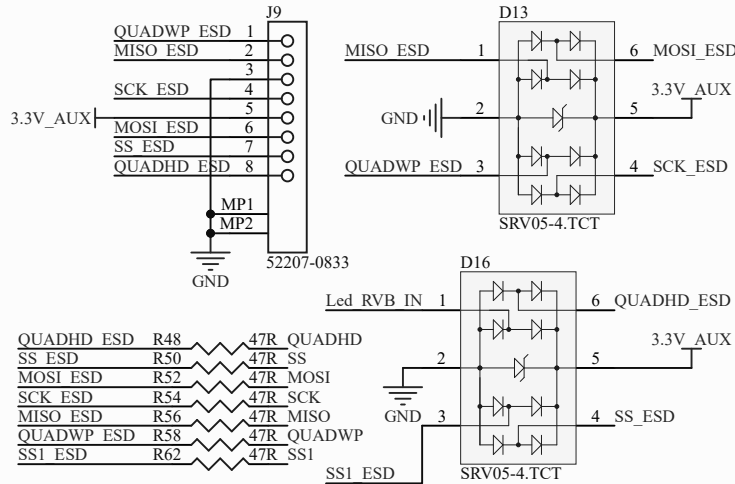 J9
QUADWP_ESD 1
MISO_ESD 2
3
SCK_ESD 4
3.3V_AUX 5
MOSI_ESD 6
SS_ESD 7
QUADHD_ESD 8
MP1
MP2
GND
52207-0833
D13
MISO_ESD 1 6 MOSI_ESD
GND 2 5 3.3V_AUX
QUADWP_ESD 3 4 SCK_ESD
SRV05-4.TCT
D16
Led_RVB_IN 1 6 QUADHD_ESD
GND 2 5 3.3V_AUX
SS1_ESD 3 4 SS_ESD
SRV05-4.TCT
QUADHD_ESD R48 47R QUADHD
SS_ESD R50 47R SS
MOSI_ESD R52 47R MOSI
SCK_ESD R54 47R SCK
MISO_ESD R56 47R MISO
QUADWP_ESD R58 47R QUADWP
SS1_ESD R62 47R SS1